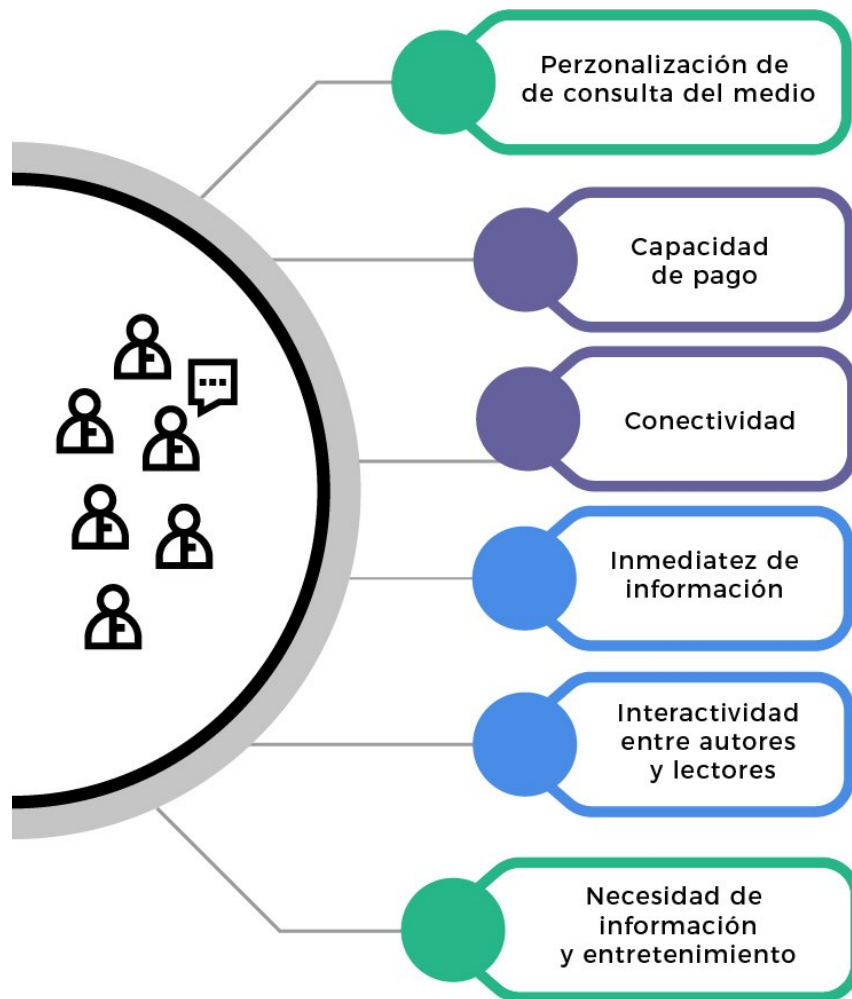 Perzonalización de
de consulta del medio
Capacidad
de pago
Conectividad
Inmediatez de
información
Interactividad
entre autores
y lectores
Necesidad de
información
y entretenimiento